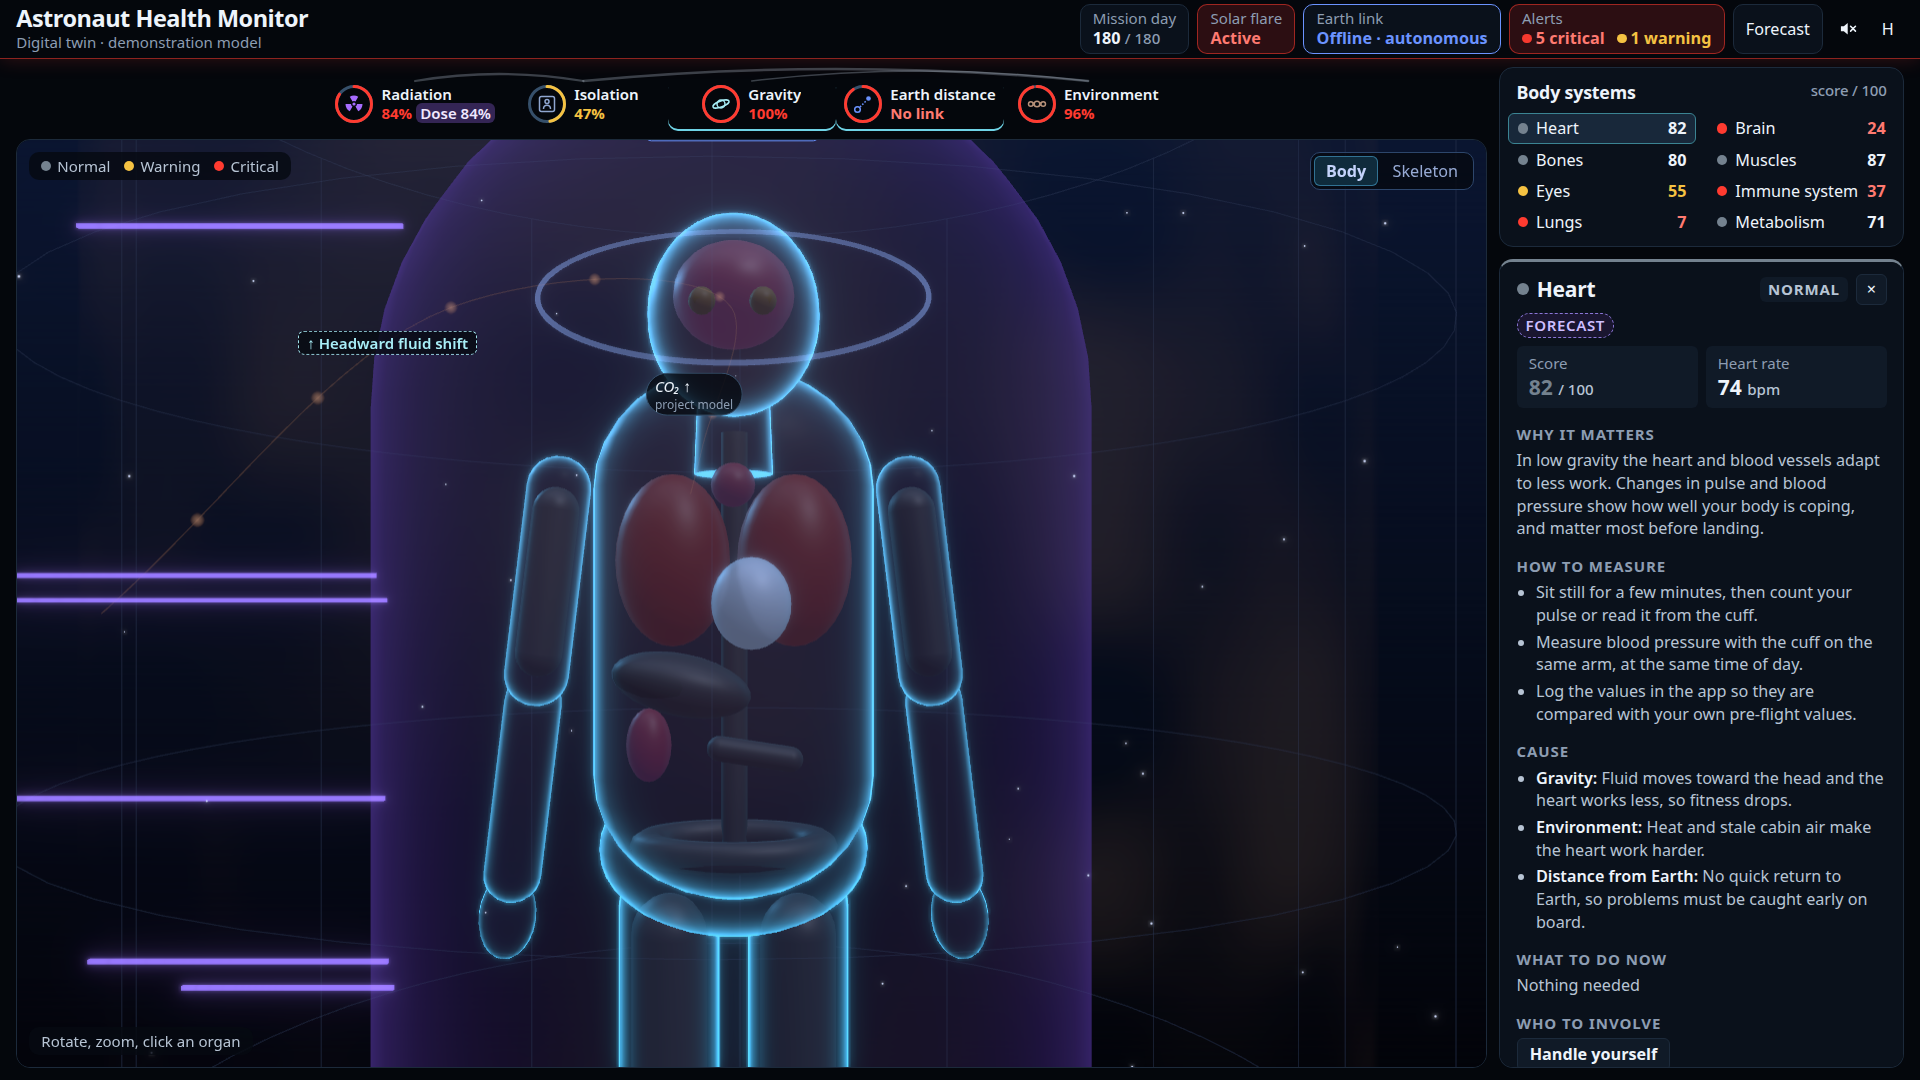 Astronaut Health Monitor
Digital twin · demonstration model
Mission day
180 / 180
Solar flare
Active
Earth link
Offline · autonomous
Alerts
5 critical 1 warning
Forecast
H
Radiation
84% Dose 84%
Isolation
47%
Gravity
100%
Earth distance
No link
Environment
96%
Normal Warning Critical
Body Skeleton
↑ Headward fluid shift
CO₂ ↑
project model
Rotate, zoom, click an organ
Body systems score / 100
Heart 82 Brain 24
Bones 80 Muscles 87
Eyes 55 Immune system 37
Lungs 7 Metabolism 71
Heart NORMAL ×
FORECAST
Score
82 / 100
Heart rate
74 bpm
WHY IT MATTERS
In low gravity the heart and blood vessels adapt
to less work. Changes in pulse and blood
pressure show how well your body is coping,
and matter most before landing.
HOW TO MEASURE
• Sit still for a few minutes, then count your
pulse or read it from the cuff.
• Measure blood pressure with the cuff on the
same arm, at the same time of day.
• Log the values in the app so they are
compared with your own pre-flight values.
CAUSE
• Gravity: Fluid moves toward the head and the
heart works less, so fitness drops.
• Environment: Heat and stale cabin air make
the heart work harder.
• Distance from Earth: No quick return to
Earth, so problems must be caught early on
board.
WHAT TO DO NOW
Nothing needed
WHO TO INVOLVE
Handle yourself